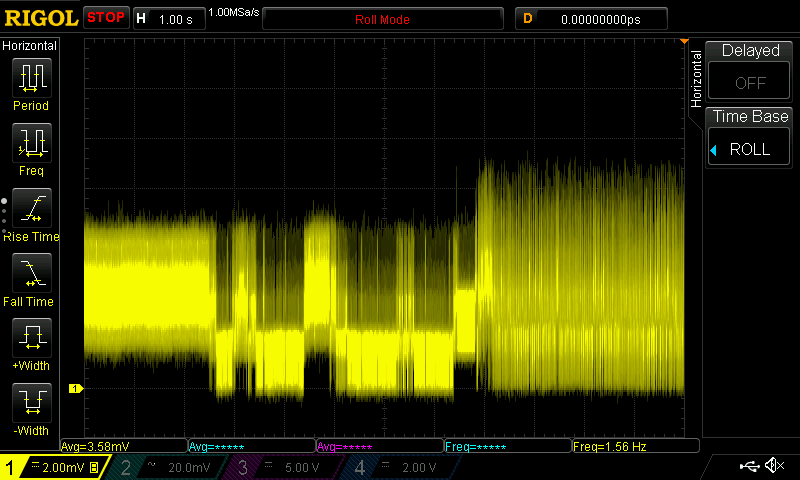 RIGOL STOP H 1.00 s 1.00MSa/s Roll Mode D 0.00000000ps
Horizontal
Period
Freq
Rise Time
Fall Time
+Width
-Width
Horizontal
Delayed
OFF
Time Base
ROLL
1
Avg=3.58mV Avg=***** Avg=***** Freq=***** Freq=1.56 Hz
1 2.00mV B 2 20.0mV 3 5.00 V 4 2.00 V